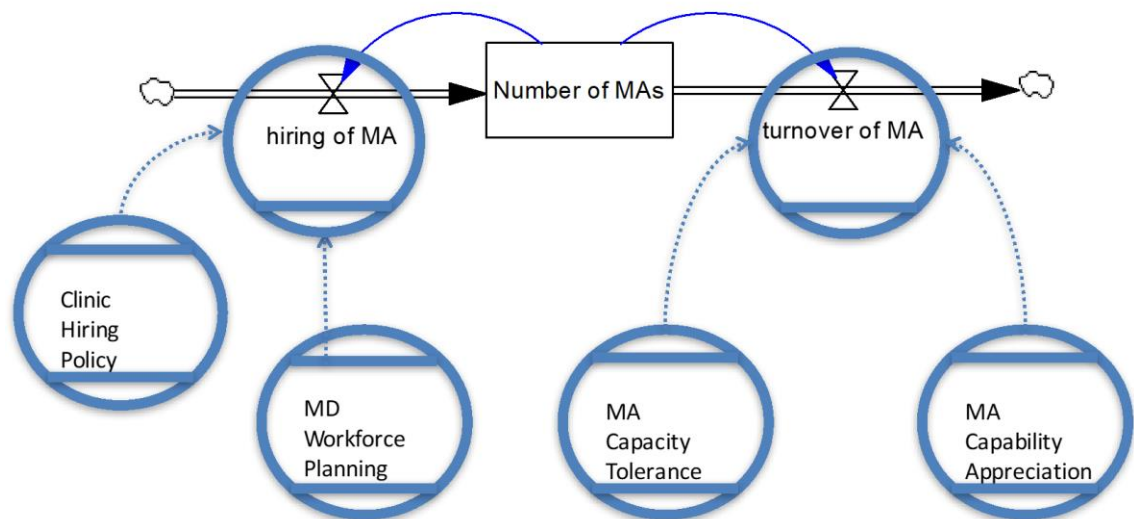 Number of MAs
hiring of MA
turnover of MA
Clinic
Hiring
Policy
MD
Workforce
Planning
MA
Capacity
Tolerance
MA
Capability
Appreciation